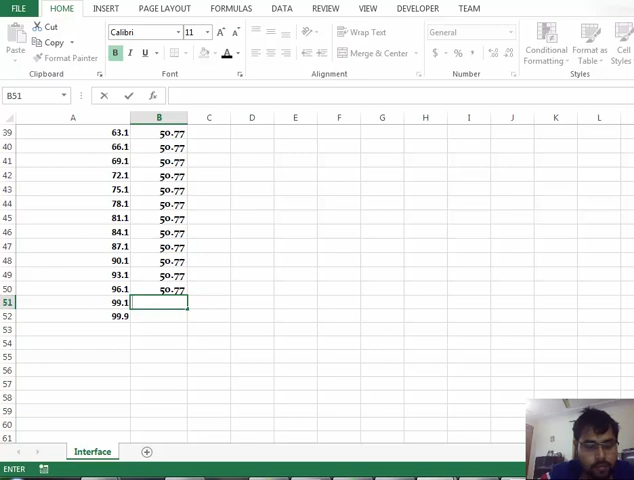 FILE HOME INSERT PAGE LAYOUT FORMULAS DATA REVIEW VIEW DEVELOPER TEAM
Cut Calibri 11 A A Wrap Text General
Copy Paste B I U A Merge & Center $ % Conditional Formatting Format as Table Cell Styles
Format Painter
Clipboard Font Alignment Number Styles
B51 fx
A B C D E F G H I J K L
39 63.1 50.77
40 66.1 50.77
41 69.1 50.77
42 72.1 50.77
43 75.1 50.77
44 78.1 50.77
45 81.1 50.77
46 84.1 50.77
47 87.1 50.77
48 90.1 50.77
49 93.1 50.77
50 96.1 50.77
51 99.1
52 99.9
53
54
55
56
57
58
59
60
61
Interface
ENTER